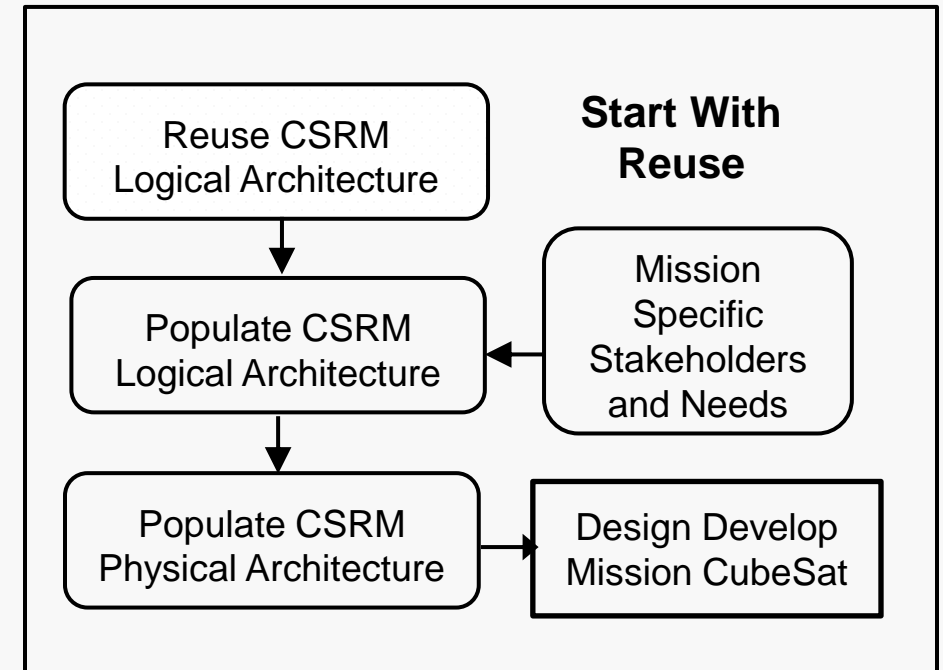 Start With
Reuse
Reuse CSRM
Logical Architecture
Populate CSRM
Logical Architecture
Mission
Specific
Stakeholders
and Needs
Populate CSRM
Physical Architecture
Design Develop
Mission CubeSat